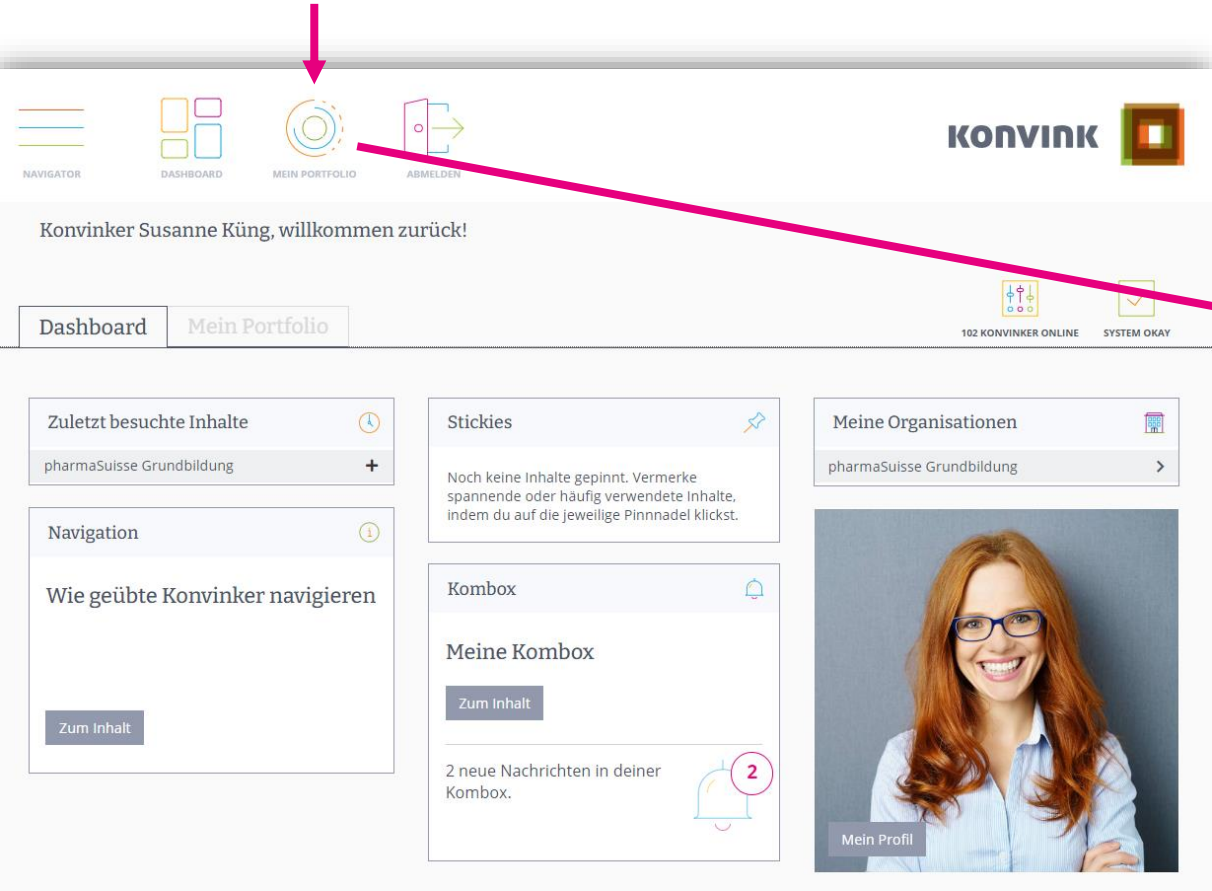 NAVIGATOR
DASHBOARD
MEIN PORTFOLIO
ABMELDEN
KONVINK
Konvinker Susanne Küng, willkommen zurück!
Dashboard
Mein Portfolio
102 KONVINKER ONLINE
SYSTEM OKAY
Zuletzt besuchte Inhalte
pharmaSuisse Grundbildung
Navigation
Wie geübte Konvinker navigieren
Zum Inhalt
Stickies
Noch keine Inhalte gepinnt. Vermerke
spannende oder häufig verwendete Inhalte,
indem du auf die jeweilige Pinnnadel klickst.
Kombox
Meine Kombox
Zum Inhalt
2 neue Nachrichten in deiner
Kombox.
2
Meine Organisationen
pharmaSuisse Grundbildung
Mein Profil